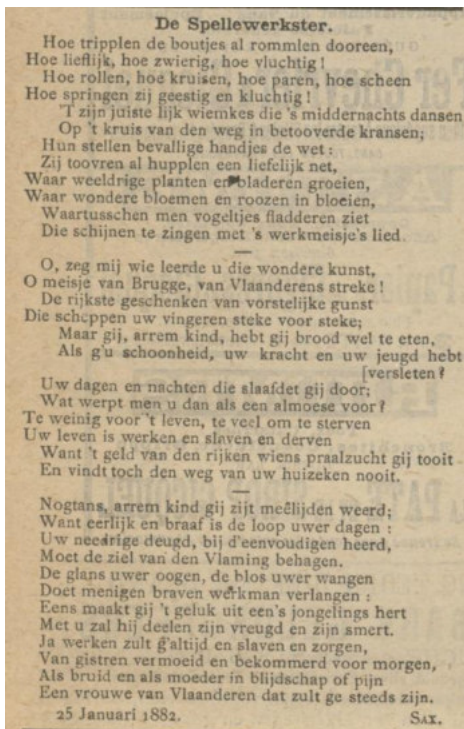 De Spellewerkster.
Hoe tripplen de boutjes al rommlen dooreen,
Hoe lieflijk, hoe zwierig, hoe vluchtig!
Hoe rollen, hoe kruisen, hoe paren, hoe scheen
Hoe springen zij geestig en kluchtig!
'T zijn juiste lijk wiemkes die 's middernachts dansen
Op 't kruis van den weg in betooverde kransen;
Hun stellen bevallige handjes de wet:
Zij toovren al hupplen een liefelijk net,
Waar weeldrige planten en bladeren groeien,
Waar wondere bloemen en roozen in bloeien,
Waartusschen men vogeltjes fladderen ziet
Die schijnen te zingen met 's werkmeisje's lied.
O, zeg mij wie leerde u die wondere kunst,
O meisje van Brugge, van Vlaanderens streke!
De rijkste geschenken van vorstelijke gunst
Die scheppen uw vingeren steke voor steke;
Maar gij, arrem kind, hebt gij brood wel te eten,
Als g'u schoonheid, uw kracht en uw jeugd hebt
[versleten?
Uw dagen en nachten die slaafdet gij door;
Wat werpt men u dan als een almoese voor?
Te weinig voor 't leven, te veel om te sterven
Uw leven is werken en slaven en derven
Want 't geld van den rijken wiens praalzucht gij tooit
En vindt toch den weg van uw huizeken nooit.
Nogtans, arrem kind gij zijt meêlijden weerd;
Want eerlijk en braaf is de loop uwer dagen:
Uw needrige deugd, bij d'eenvoudigen heerd,
Moet de ziel van den Vlaming behagen.
De glans uwer oogen, de blos uwer wangen
Doet menigen braven werkman verlangen:
Eens maakt gij 't geluk uit een's jongelings hert
Met u zal hij deelen zijn vreugd en zijn smert.
Ja werken zult g'altijd en slaven en zorgen,
Van gistren vermoeid en bekommerd voor morgen,
Als bruid en als moeder in blijdschap of pijn
Een vrouwe van Vlaanderen dat zult ge steeds zijn.
25 Januari 1882. SAX.